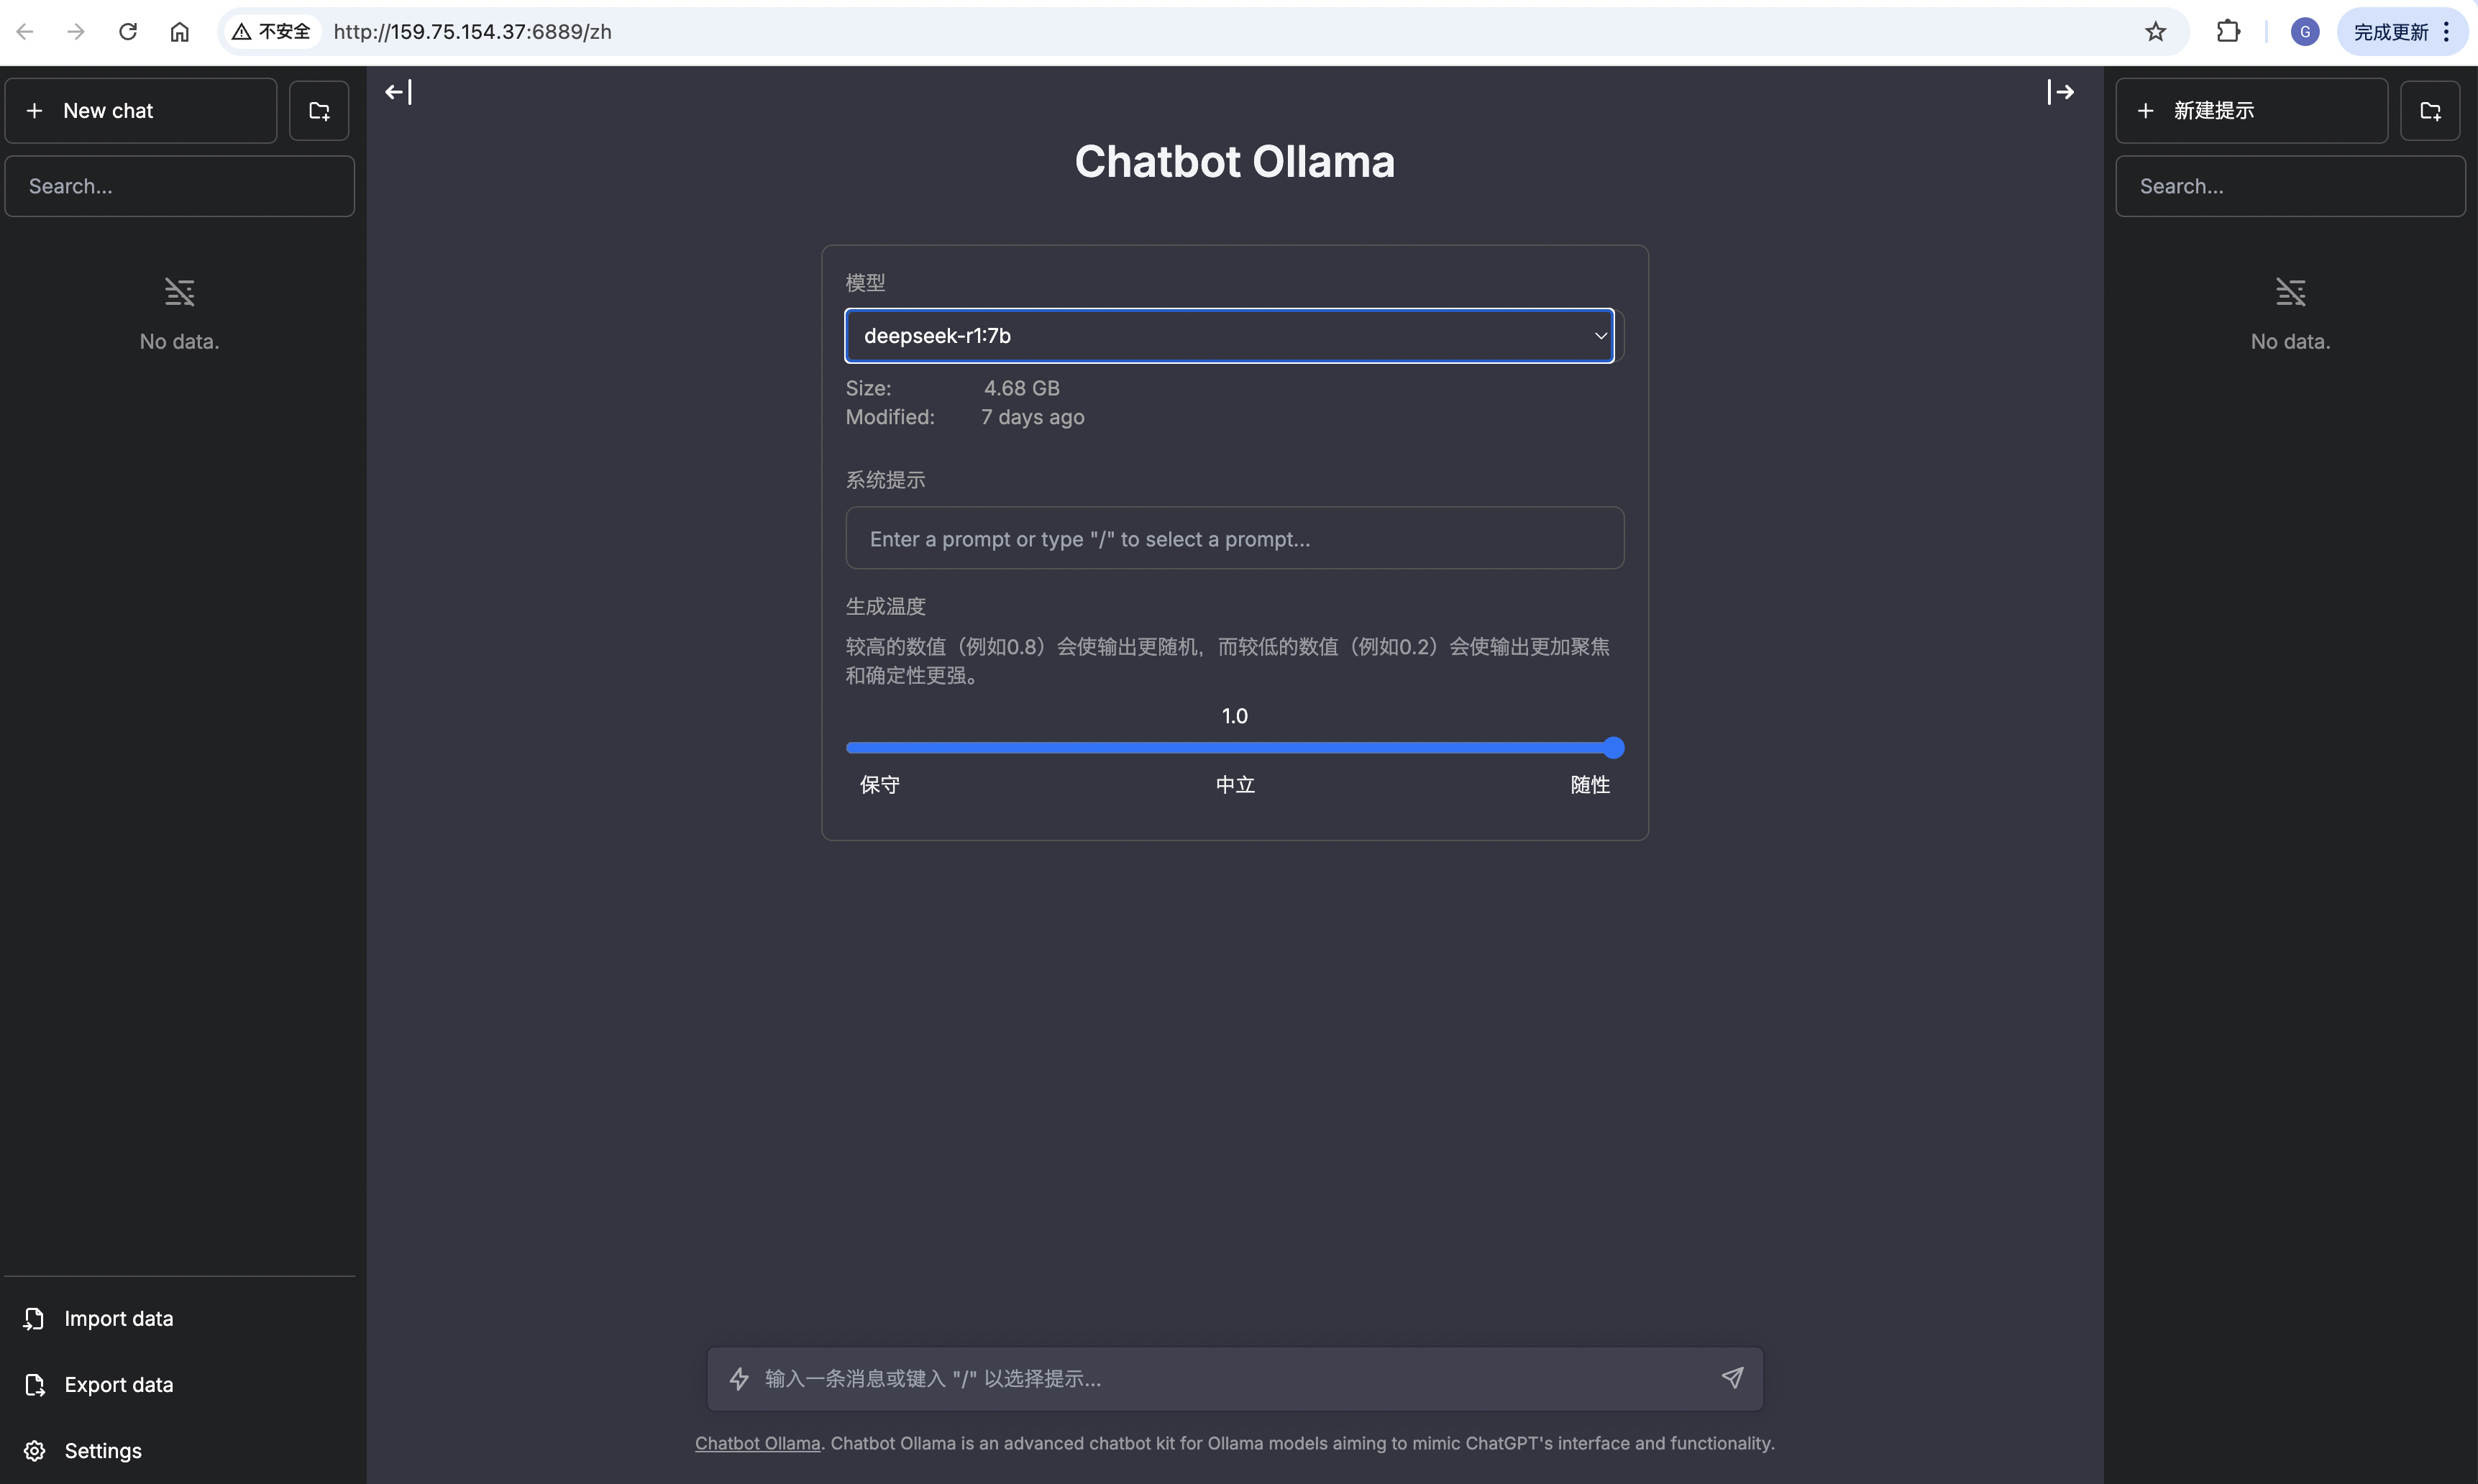 不安全
http://159.75.154.37:6889/zh
G
完成更新
New chat
Search...
No data.
Import data
Export data
Settings
Chatbot Ollama
模型
deepseek-r1:7b
Size: 4.68 GB
Modified: 7 days ago
系统提示
Enter a prompt or type "/" to select a prompt...
生成温度
较高的数值（例如0.8）会使输出更随机，而较低的数值（例如0.2）会使输出更加聚焦
和确定性更强。
1.0
保守 中立 随性
输入一条消息或键入 "/" 以选择提示...
Chatbot Ollama. Chatbot Ollama is an advanced chatbot kit for Ollama models aiming to mimic ChatGPT's interface and functionality.
新建提示
Search...
No data.